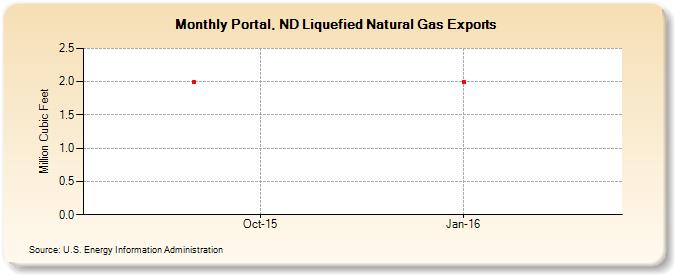 Monthly Portal, ND Liquefied Natural Gas Exports
Million Cubic Feet
2.5
2.0
1.5
1.0
0.5
0.0
Oct-15 Jan-16
Source: U.S. Energy Information Administration